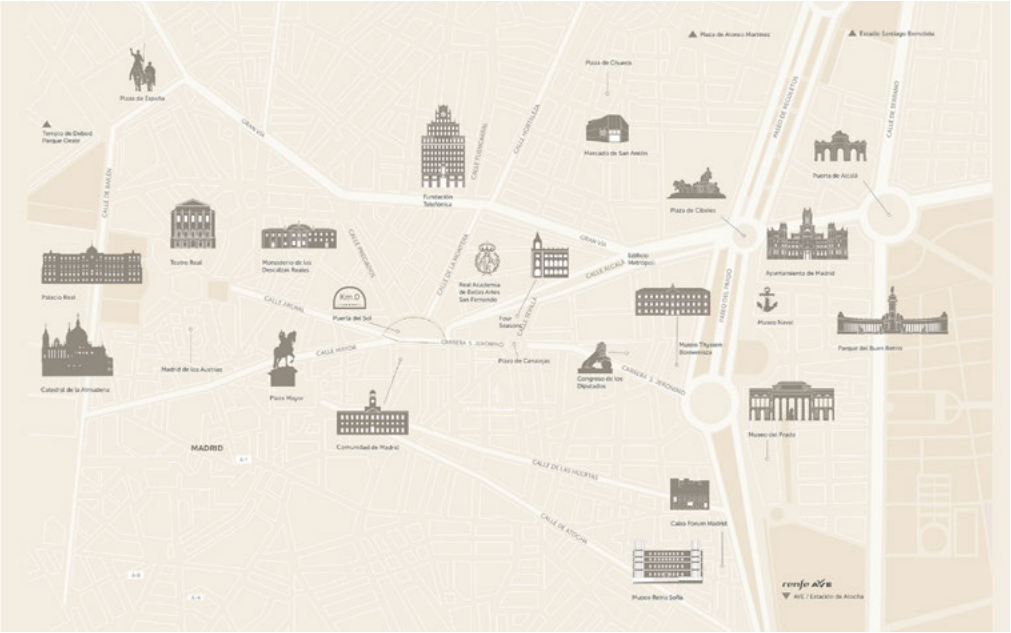 Plaza de Alonso Martínez
Estadio Santiago Bernabéu
Plaza de Chueca
Plaza de España
PASEO DE RECOLETOS
CALLE DE SERRANO
Templo de Debod
Parque Oeste
GRAN VÍA
CALLE HORTALEZA
CALLE FUENCARRAL
Mercado de San Antón
Puerta de Alcalá
CALLE DE BAILÉN
Fundación
Telefónica
Plaza de Cibeles
Teatro Real
Monasterio de las
Descalzas Reales
CALLE PRECIADOS
CALLE DE LA MONTERA
GRAN VÍA
CALLE ALCALÁ
Edificio
Metrópoli
Ayuntamiento de Madrid
Real Academia
de Bellas Artes
San Fernando
Palacio Real
CALLE ARENAL
Km.0
Puerta del Sol
Four
Seasons
CALLE SEVILLA
PASEO DEL PRADO
Museo Naval
Museo Thyssen
Bornemisza
Parque del Buen Retiro
CALLE MAYOR
CARRERA S. JERÓNIMO
Plaza de Canalejas
Madrid de los Austrias
Catedral de la Almudena
Plaza Mayor
Congreso de los
Diputados
CARRERA S. JERÓNIMO
Museo del Prado
Comunidad de Madrid
MADRID
CALLE DE LAS HUERTAS
CALLE DE ATOCHA
Caixa Forum Madrid
Museo Reina Sofía
renfe AVE
AVE / Estación de Atocha